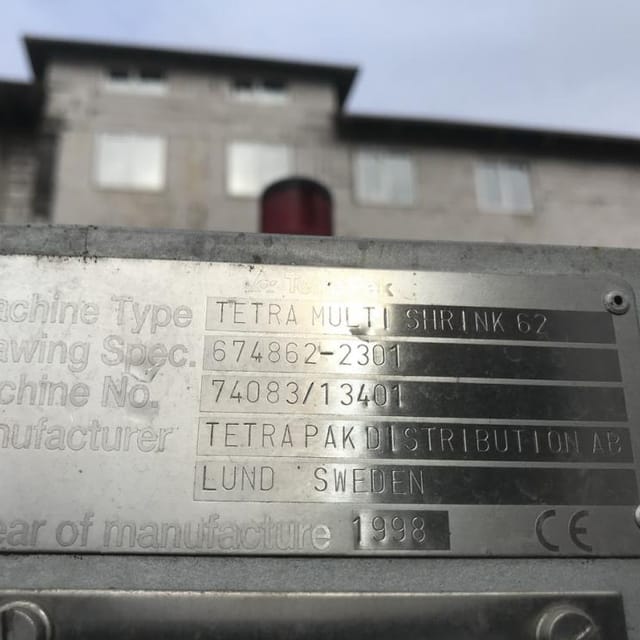 achine Type TETRA MULTI SHRINK 62
awing Spec. 674862-2301
chine No. 74083/13401
nufacturer TETRA PAK DISTRIBUTION AB
LUND SWEDEN
ear of manufacture 1998 CE